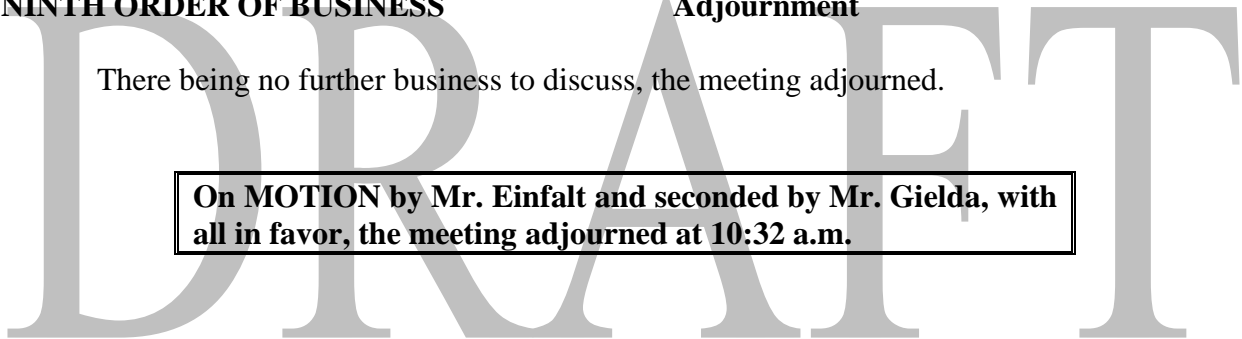 NINTH ORDER OF BUSINESS Adjournment
There being no further business to discuss, the meeting adjourned.
On MOTION by Mr. Einfalt and seconded by Mr. Gielda, with
all in favor, the meeting adjourned at 10:32 a.m.
DRAFT